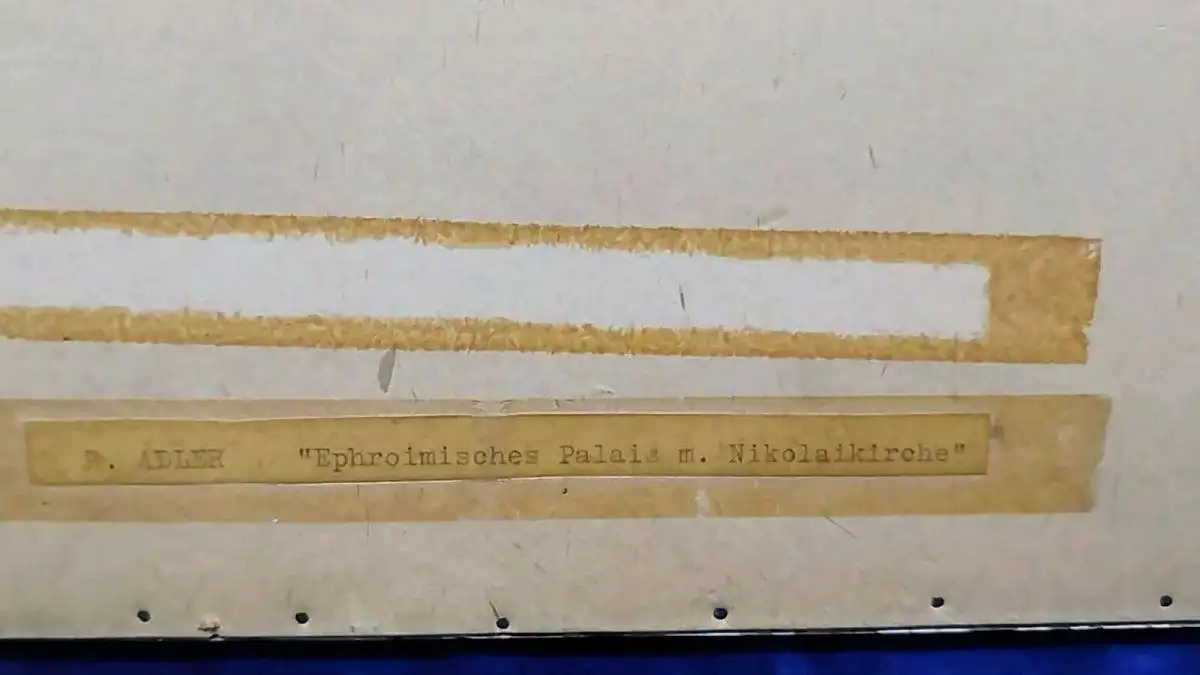 ADLER "Ephroimisches Palais m. Nikolaikirche"